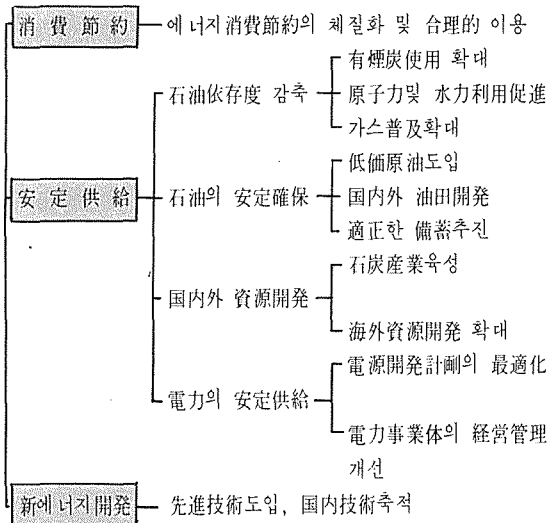 消費節約 에너지消費節約의 체질화 및 合理的 이용
石油依存度 감축 有煙炭使用 확대
原子力및 水力利用促進
가스普及확대
安定供給 石油의 安定確保 低価原油도입
国内外 油田開発
適正한 備蓄추진
国内外 資源開発 石炭産業육성
海外資源開発 확대
電力의 安定供給 電源開発計劃의 最適化
電力事業体의 経営管理
개선
新에너지開発 先進技術도입, 国内技術축적